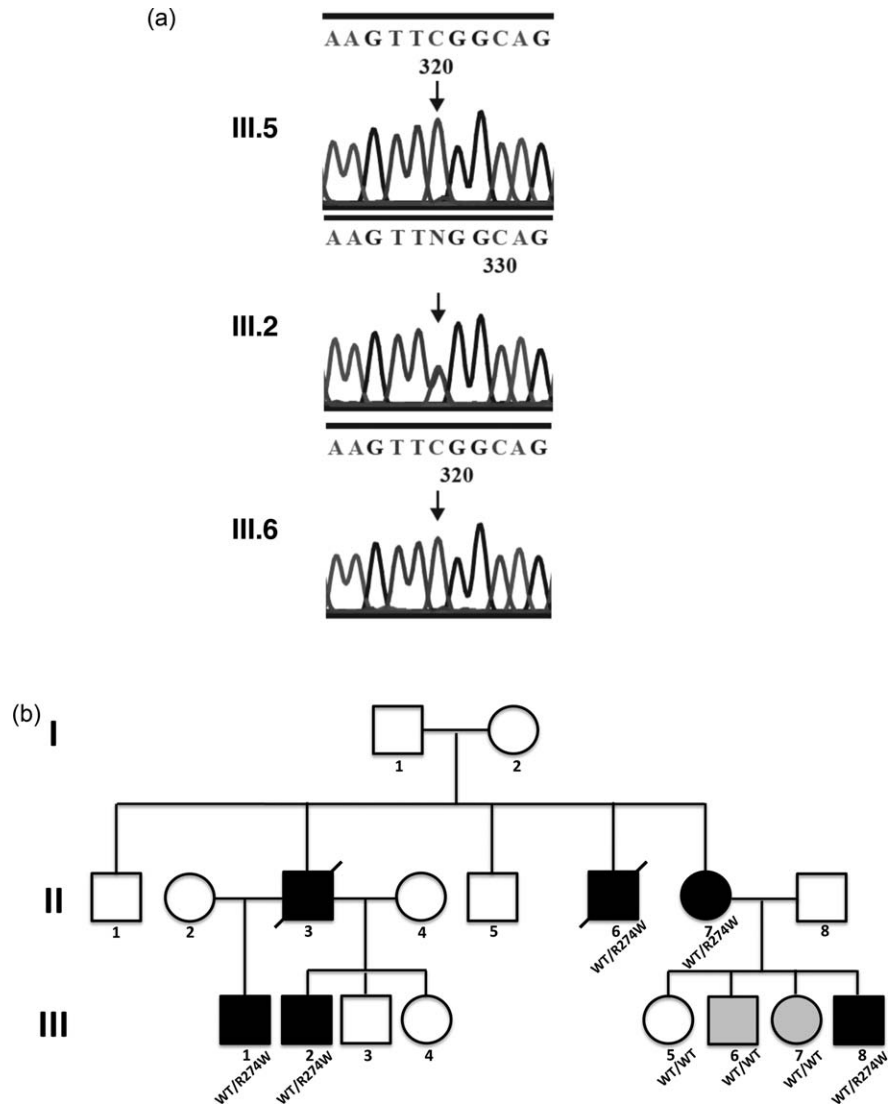 (a)
AAGTTCGGCAG
320
III.5
AAGTTNGGCAG
330
III.2
AAGTTCGGCAG
320
III.6
(b)
I
1 2
II
1 2 3 4 5 6 7 8
WT/R274W WT/R274W
III
1 2 3 4 5 6 7 8
WT/R274W WT/R274W WT/WT WT/WT WT/WT WT/R274W